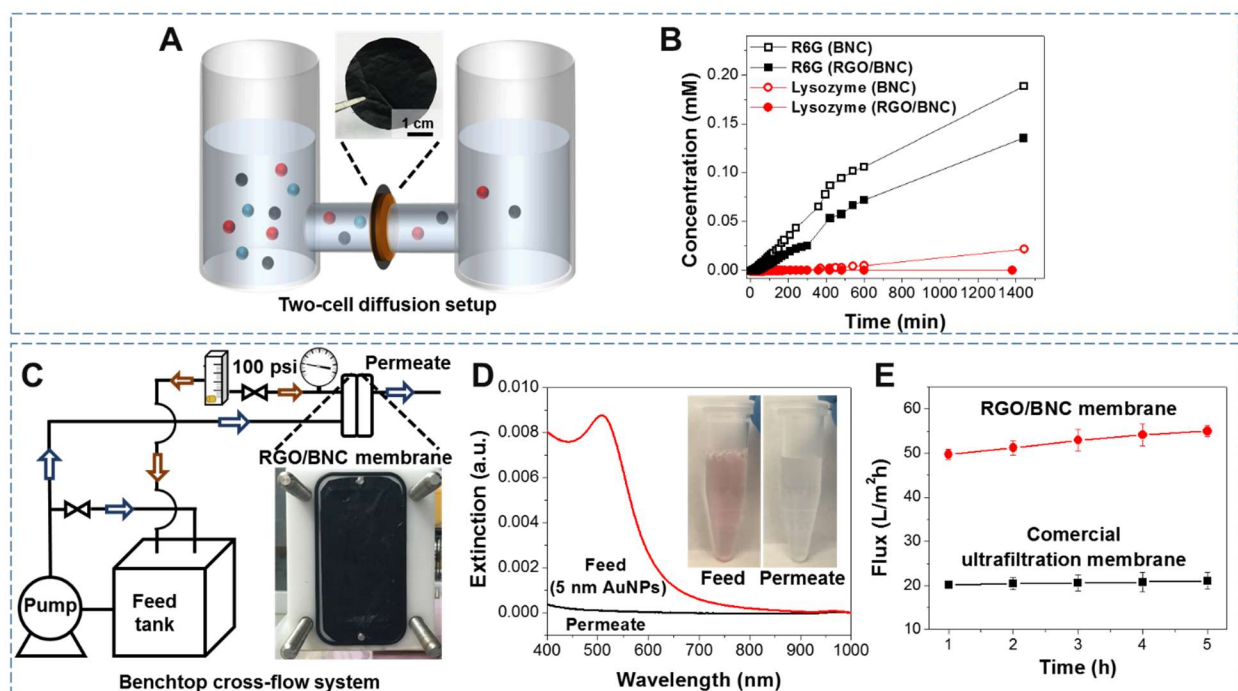 A
1 cm
Two-cell diffusion setup
B
R6G (BNC)
R6G (RGO/BNC)
Lysozyme (BNC)
Lysozyme (RGO/BNC)
Concentration (mM)
0.20
0.15
0.10
0.05
0.00
0 200 400 600 800 1000 1200 1400
Time (min)
C
100 psi
Permeate
RGO/BNC membrane
Pump
Feed
tank
Benchtop cross-flow system
D
Extinction (a.u.)
0.010
0.008
0.006
0.004
0.002
0.000
Feed
(5 nm AuNPs)
Permeate
Feed Permeate
400 500 600 700 800 900 1000
Wavelength (nm)
E
Flux (L/m²h)
60
50
40
30
20
10
RGO/BNC membrane
Comercial
ultrafiltration membrane
1 2 3 4 5
Time (h)